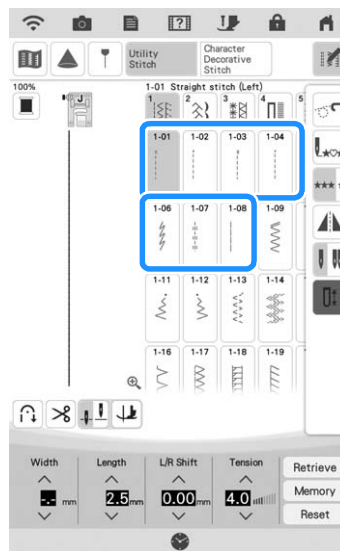 Utility
Stitch
Character
Decorative
Stitch
100%
1-01 Straight stitch (Left)
J
1 2 3 4 5
1-01 1-02 1-03 1-04
1-06 1-07 1-08 1-09
1-11 1-12 1-13 1-14
1-16 1-17 1-18 1-19
Width Length L/R Shift Tension
Retrieve
-.- mm 2.5 mm 0.00 mm 4.0
Memory
Reset